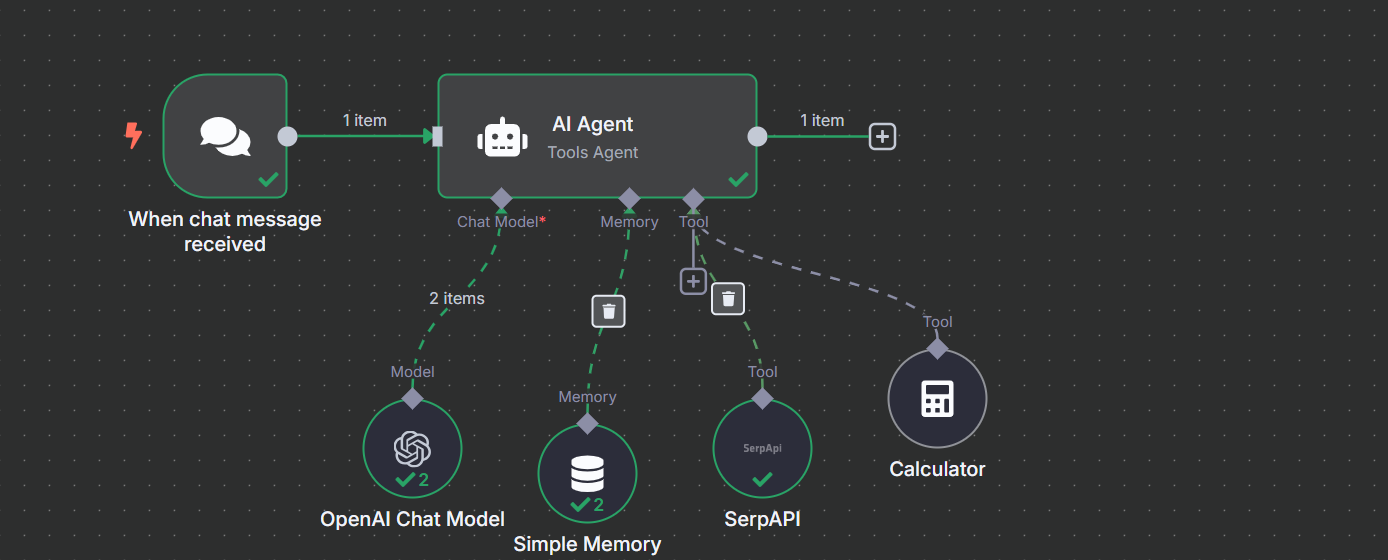 1 item
AI Agent
Tools Agent
1 item
When chat message
received
Chat Model*
Memory
Tool
2 items
Tool
Model
Tool
Memory
SerpApi
2
2
Calculator
OpenAI Chat Model
SerpAPI
Simple Memory